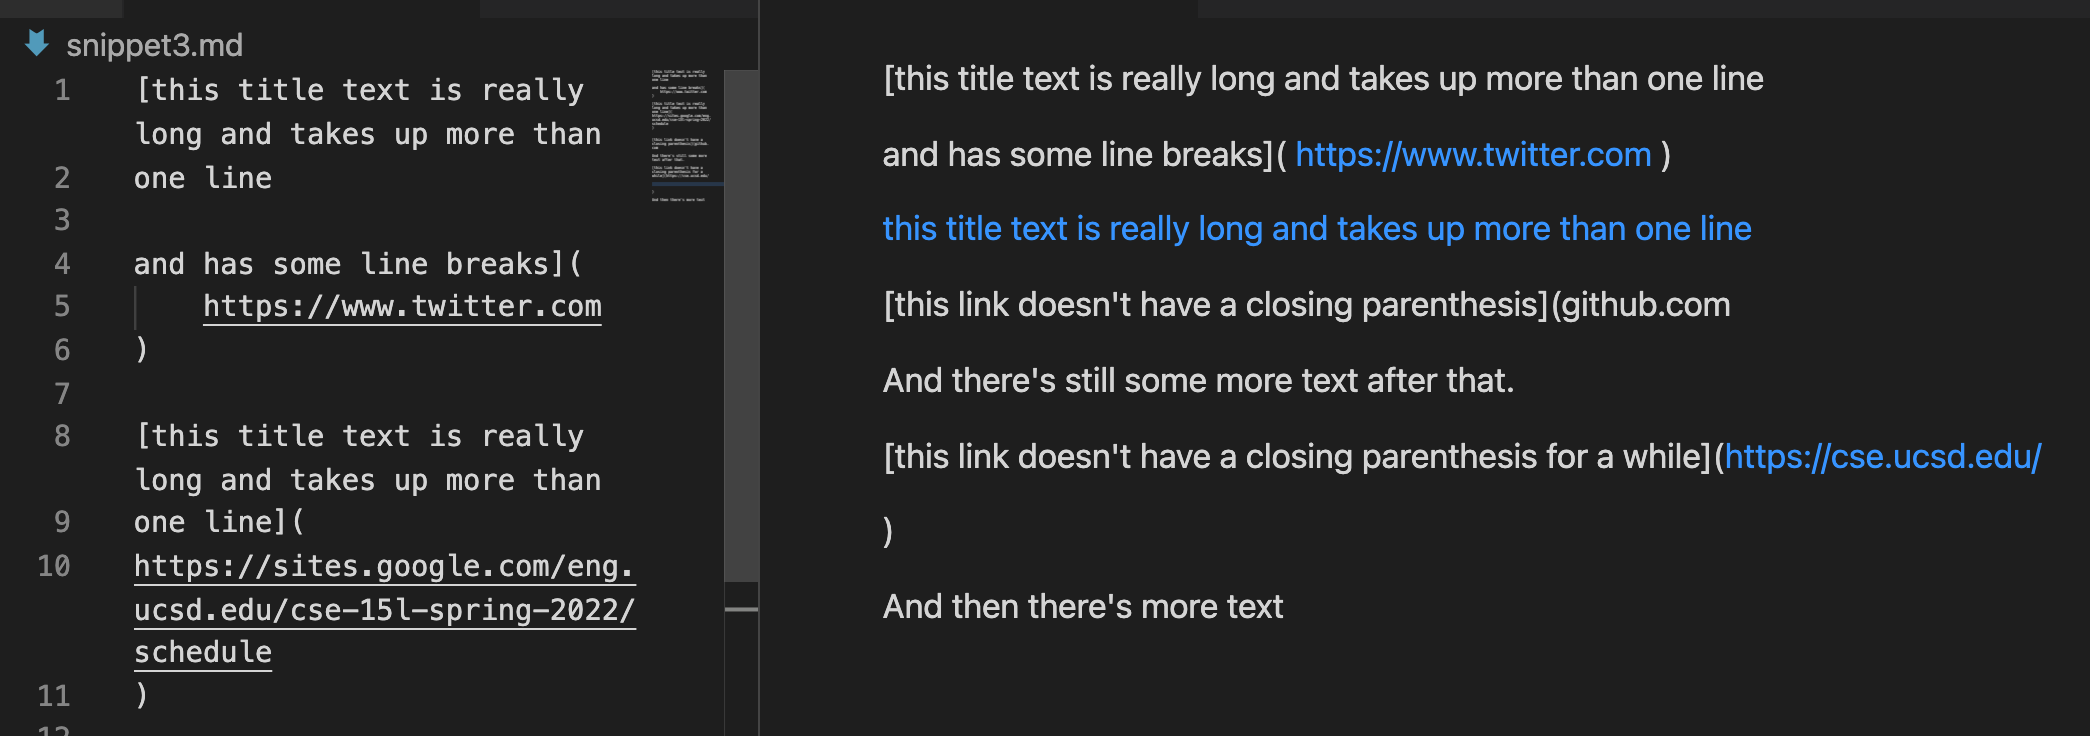 snippet3.md
1 [this title text is really
long and takes up more than
2 one line
3
4 and has some line breaks](
5 https://www.twitter.com
6 )
7
8 [this title text is really
long and takes up more than
9 one line](
10 https://sites.google.com/eng.
ucsd.edu/cse-15l-spring-2022/
schedule
11 )
12
[this title text is really long and takes up more than one line
and has some line breaks]( https://www.twitter.com )
this title text is really long and takes up more than one line
[this link doesn't have a closing parenthesis](github.com
And there's still some more text after that.
[this link doesn't have a closing parenthesis for a while](https://cse.ucsd.edu/
)
And then there's more text